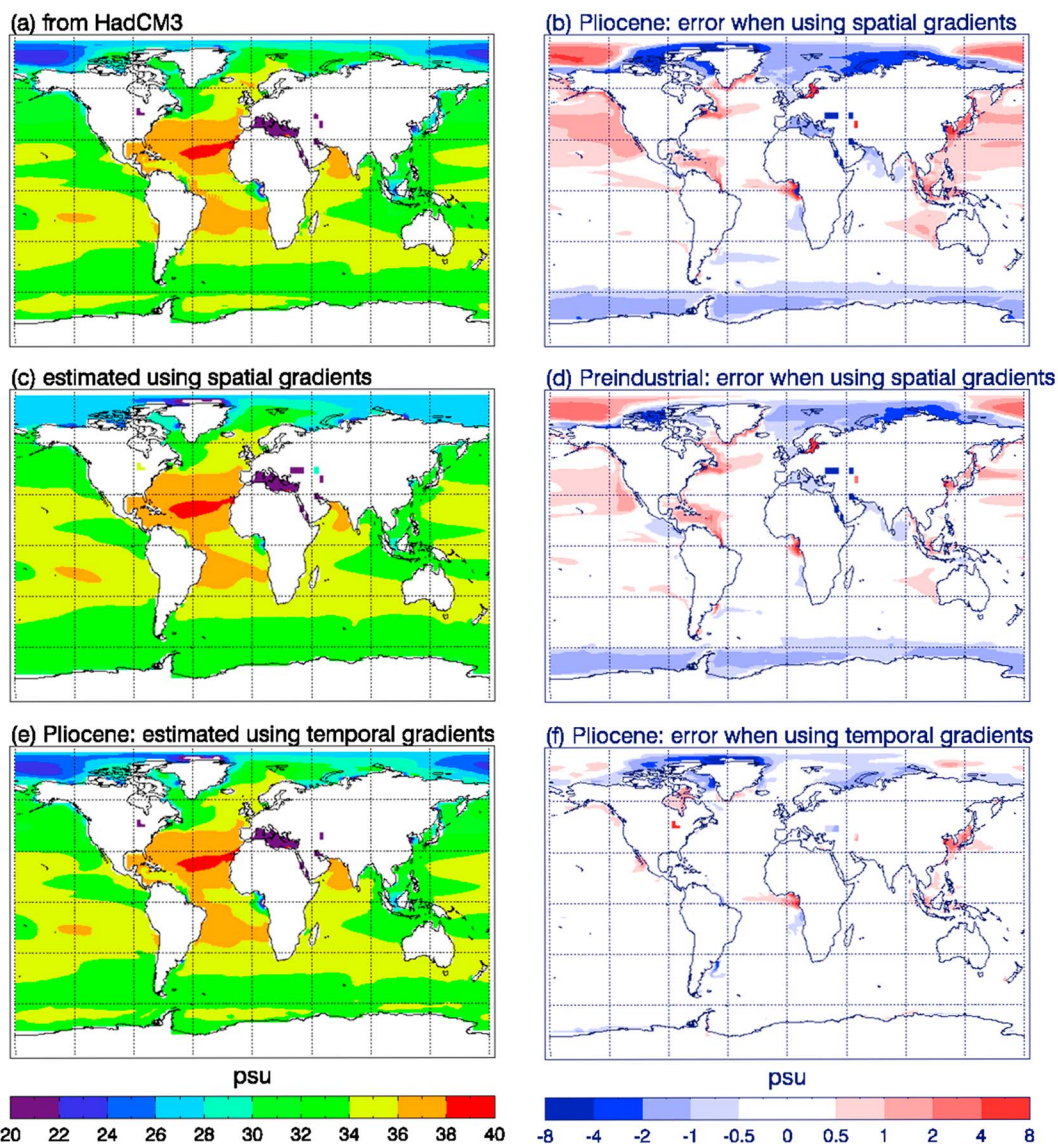 (a) from HadCM3
(b) Pliocene: error when using spatial gradients
(c) estimated using spatial gradients
(d) Preindustrial: error when using spatial gradients
(e) Pliocene: estimated using temporal gradients
(f) Pliocene: error when using temporal gradients
psu
20 22 24 26 28 30 32 34 35 36 38 40
psu
-8 -4 -2 -1 -0.5 0 0.5 1 2 4 8